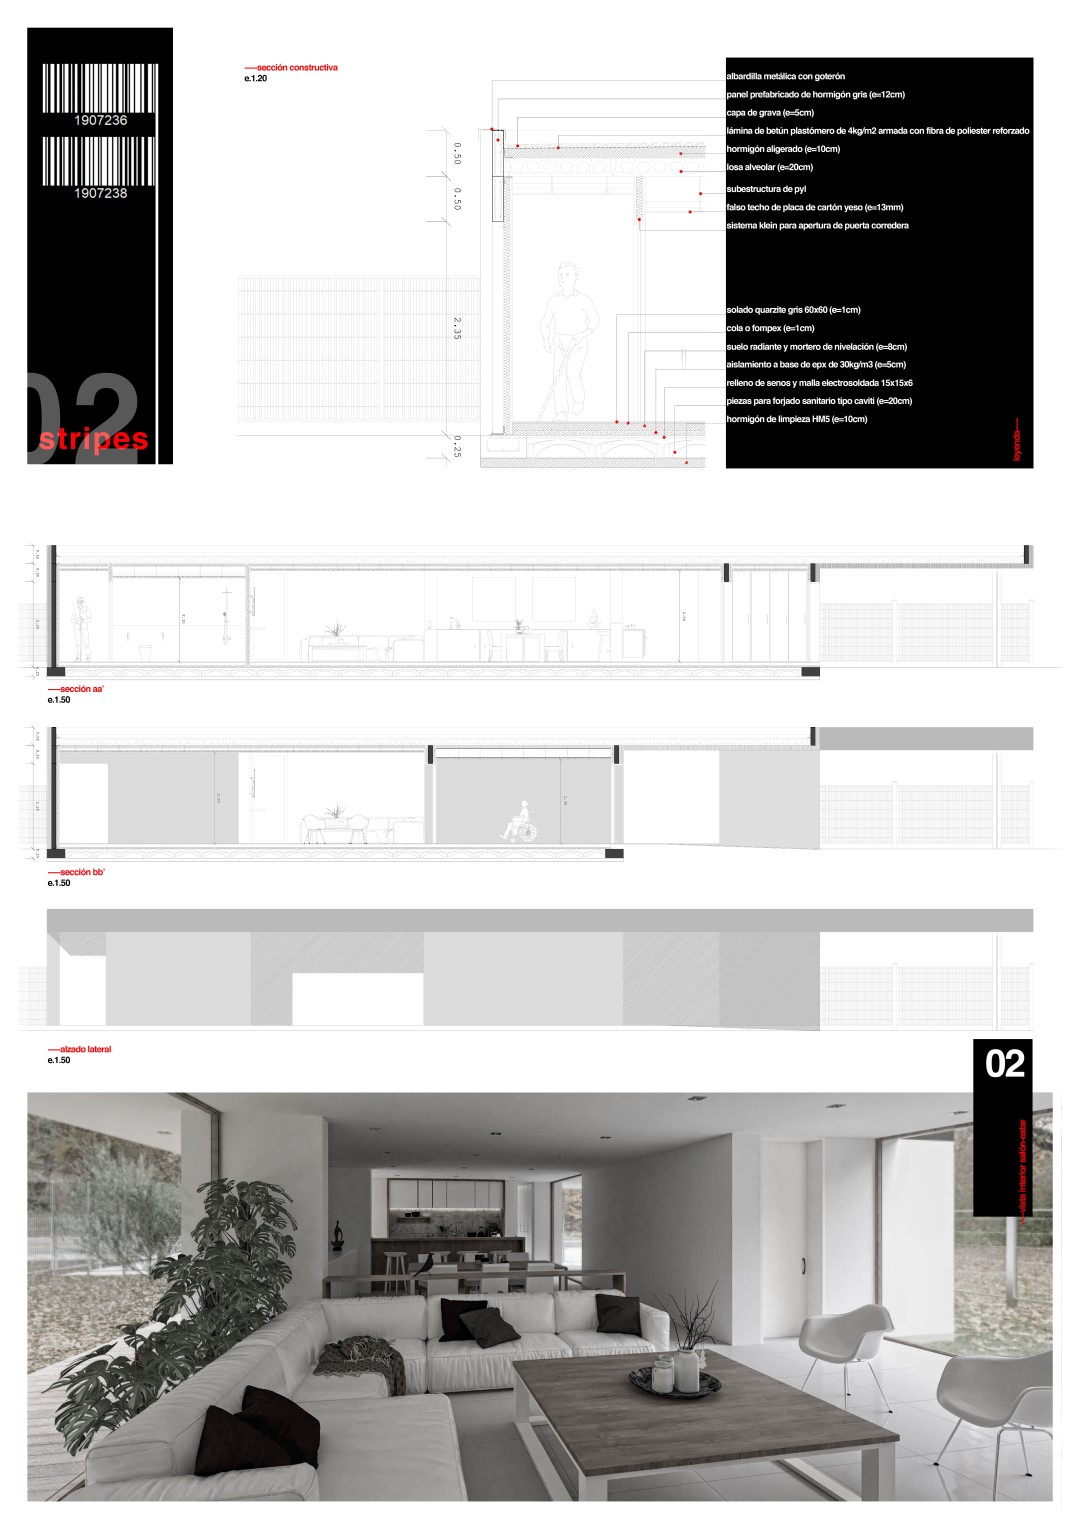 1907236
1907238
02
stripes
—sección constructiva
e.1.20
0.50
0.50
2.35
0.25
albardilla metálica con goterón
panel prefabricado de hormigón gris (e=12cm)
capa de grava (e=5cm)
lámina de betún plastómero de 4kg/m2 armada con fibra de poliester reforzado
hormigón aligerado (e=10cm)
losa alveolar (e=20cm)
subestructura de pyl
falso techo de placa de cartón yeso (e=13mm)
sistema klein para apertura de puerta corredera
solado quarzite gris 60x60 (e=1cm)
cola o fompex (e=1cm)
suelo radiante y mortero de nivelación (e=8cm)
aislamiento a base de epx de 30kg/m3 (e=5cm)
relleno de senos y malla electrosoldada 15x15x6
piezas para forjado sanitario tipo caviti (e=20cm)
hormigón de limpieza HM5 (e=10cm)
leyenda—
—sección aa'
e.1.50
—sección bb'
e.1.50
—alzado lateral
e.1.50
02
—vista interior salón-estar